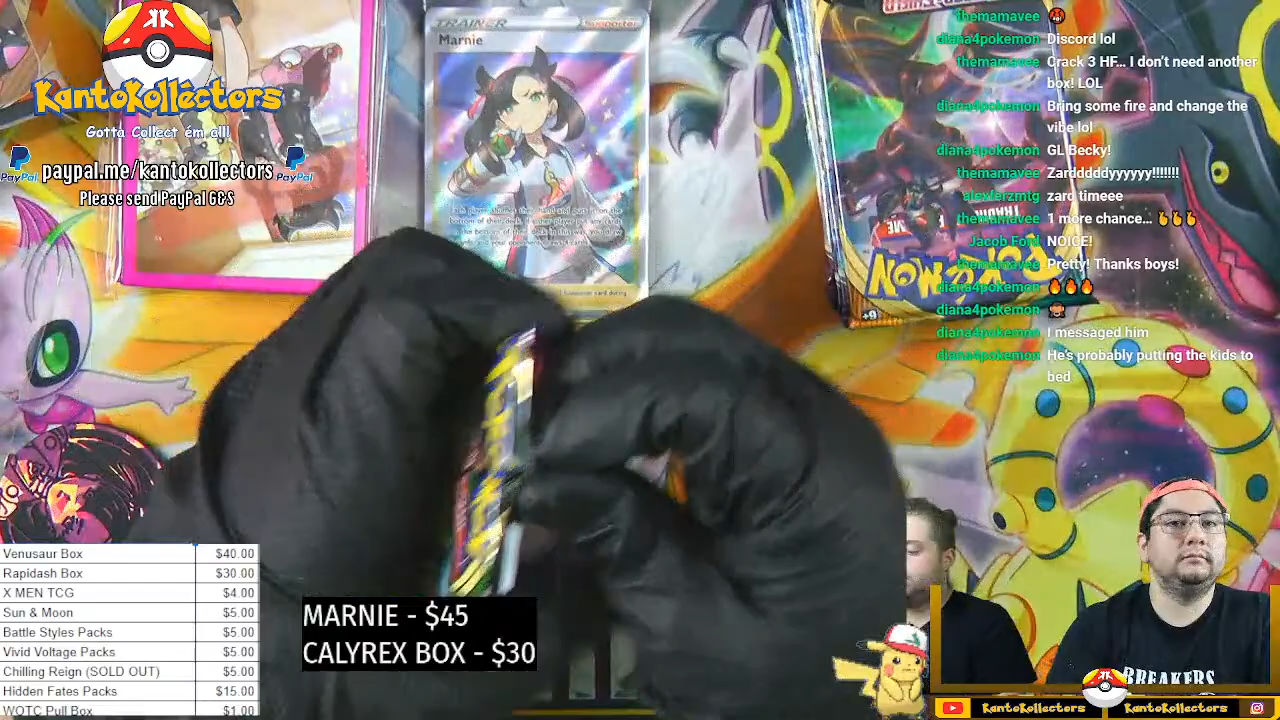 KK
KantoKollectors
Gotta Collect ém all!
PayPal paypal.me/kantokollectors PayPal
Please send PayPal G&S
TRAINER Supporter
Marnie
+9
themamavee
diana4pokemon Discord lol
themamavee Crack 3 HF... I don't need another
box! LOL
diana4pokemon Bring some fire and change the
vibe lol
diana4pokemon GL Becky!
themamavee Zardddddyyyyyy!!!!!!!
alexferzmtg zard timeee
themamavee 1 more chance...
Jacob Ford NOICE!
themamavee Pretty! Thanks boys!
diana4pokemon
diana4pokemon
diana4pokemon I messaged him
diana4pokemon He's probably putting the kids to
bed
Venusaur Box $40.00
Rapidash Box $30.00
X MEN TCG $4.00
Sun & Moon $5.00
Battle Styles Packs $5.00
Vivid Voltage Packs $5.00
Chilling Reign (SOLD OUT) $5.00
Hidden Fates Packs $15.00
WOTC Pull Box $1.00
MARNIE - $45
CALYREX BOX - $30
BREAKERS
KantoKollectors KantoKollectors